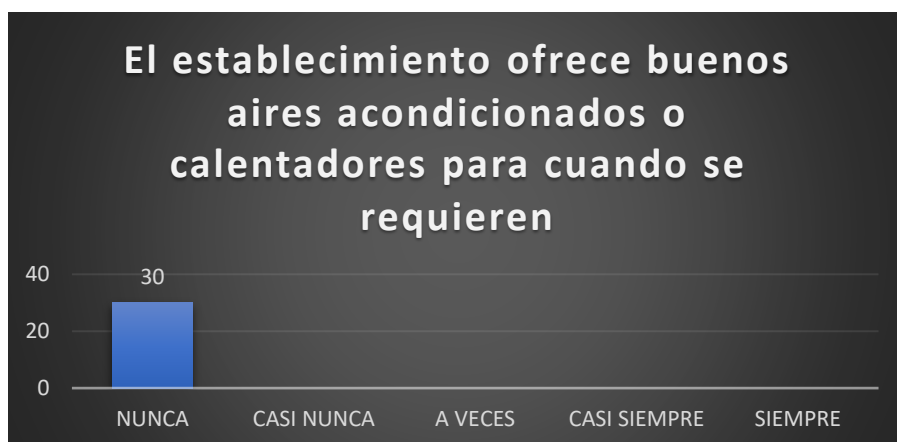 El establecimiento ofrece buenos
aires acondicionados o
calentadores para cuando se
requieren
40
30
20
0
NUNCA CASI NUNCA A VECES CASI SIEMPRE SIEMPRE